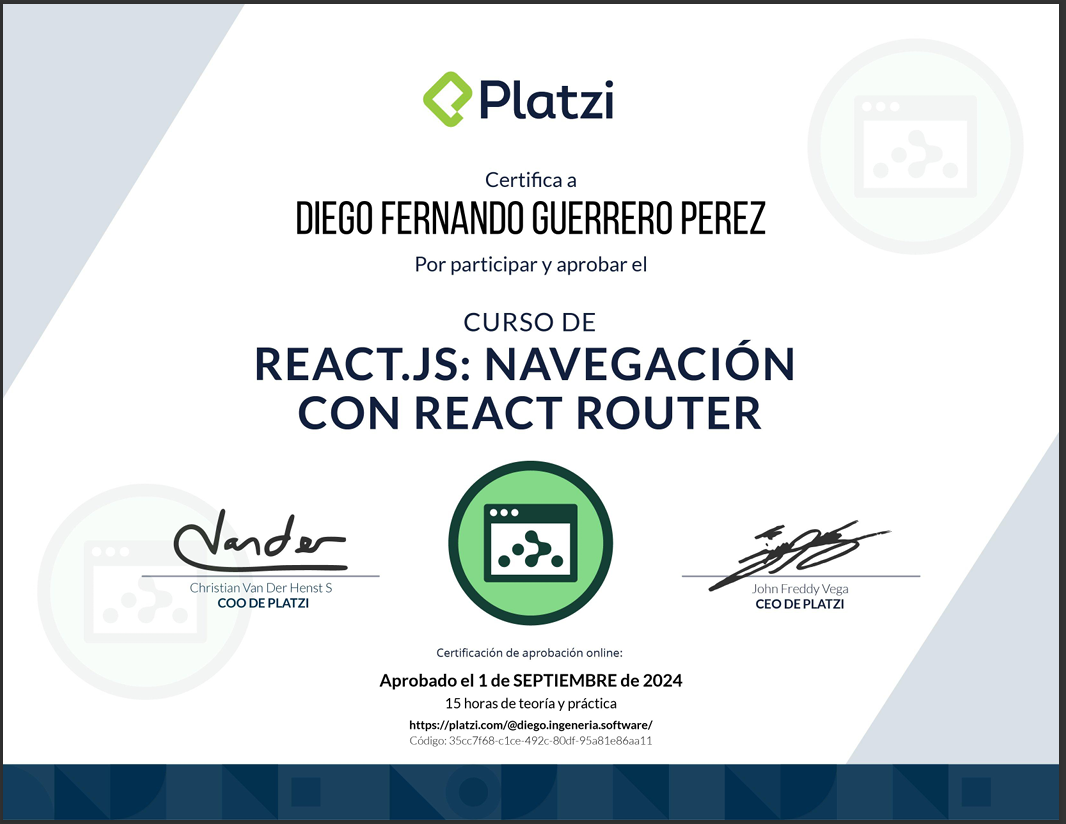 Platzi
Certifica a
DIEGO FERNANDO GUERRERO PEREZ
Por participar y aprobar el
CURSO DE
REACT.JS: NAVEGACIÓN
CON REACT ROUTER
Vander
Christian Van Der Henst S
COO DE PLATZI
John Freddy Vega
CEO DE PLATZI
Certificación de aprobación online:
Aprobado el 1 de SEPTIEMBRE de 2024
15 horas de teoría y práctica
https://platzi.com/@diego.ingeneria.software/
Código: 35cc7f68-c1ce-492c-80df-95a81e86aa11